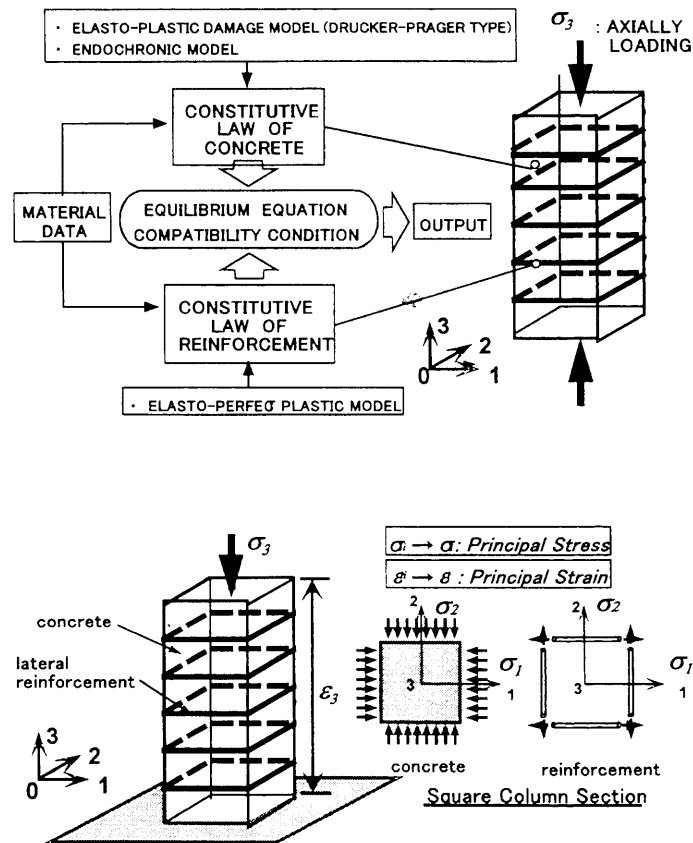 ・ ELASTO-PLASTIC DAMAGE MODEL (DRUCKER-PRAGER TYPE)
・ ENDOCHRONIC MODEL
σ3 : AXIALLY
LOADING
CONSTITUTIVE
LAW OF
CONCRETE
MATERIAL
DATA
EQUILIBRIUM EQUATION
COMPATIBILITY CONDITION
OUTPUT
CONSTITUTIVE
LAW OF
REINFORCEMENT
3
2
0 1
・ ELASTO-PERFEC PLASTIC MODEL
σ3
concrete
lateral
reinforcement
ε3
3
2
0 1
σi → σ : Principal Stress
εi → ε : Principal Strain
2 σ2
σ1
3 1
concrete
2 σ2
σ1
3 1
reinforcement
Square Column Section